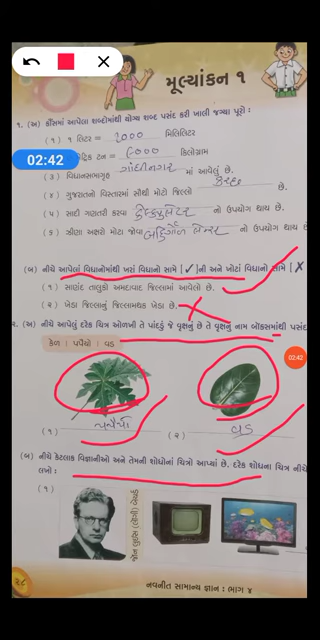 મૂલ્યાંકન ૧
૧. (અ) કૌંસમાં આપેલા શબ્દોમાંથી યોગ્ય શબ્દ પસંદ કરી ખાલી જગ્યા પૂરો :
(૧) ૧ લિટર = ૧૦૦૦ મિલિલિટર
02:42
ટન = ૧૦૦૦ કિલોગ્રામ
(૩) વિધાનસભાગૃહ ગાંધીનગર માં આવેલું છે.
(૪) ગુજરાતનો વિસ્તારમાં સૌથી મોટો જિલ્લો કચ્છ છે.
(૫) સાદી ગણતરી કરવા કેલ્ક્યુલેટર નો ઉપયોગ થાય છે.
(૬) ઝીણા અક્ષરો મોટા જોવા બહિર્ગોળ નો ઉપયોગ થાય છે
(બ) નીચે આપેલાં વિધાનોમાંથી ખરાં વિધાનો સામે [✓]ની અને ખોટાં વિધાનો સામે [X
(૧) સાણંદ તાલુકો અમદાવાદ જિલ્લામાં આવેલો છે.
(૨) ખેડા જિલ્લાનું જિલ્લામથક ખેડા છે.
૨. (અ) નીચે આપેલું દરેક ચિત્ર ઓળખી તે પાંદડું જે વૃક્ષનું છે તે વૃક્ષનું નામ બૉક્સમાંથી પસંદ
કેળ | પપૈયો | વડ
02:42
(૧) પપૈયો (૨) વડ
(બ) નીચે કેટલાક વિજ્ઞાનીઓ અને તેમની શોધોનાં ચિત્રો આપ્યાં છે. દરેક શોધના ચિત્ર નીચે
લખો :
(૧)
જ્હોન લુઈસ (લોગી) બેયર્ડ
૨૮
નવનીત સામાન્ય જ્ઞાન : ભાગ ૪